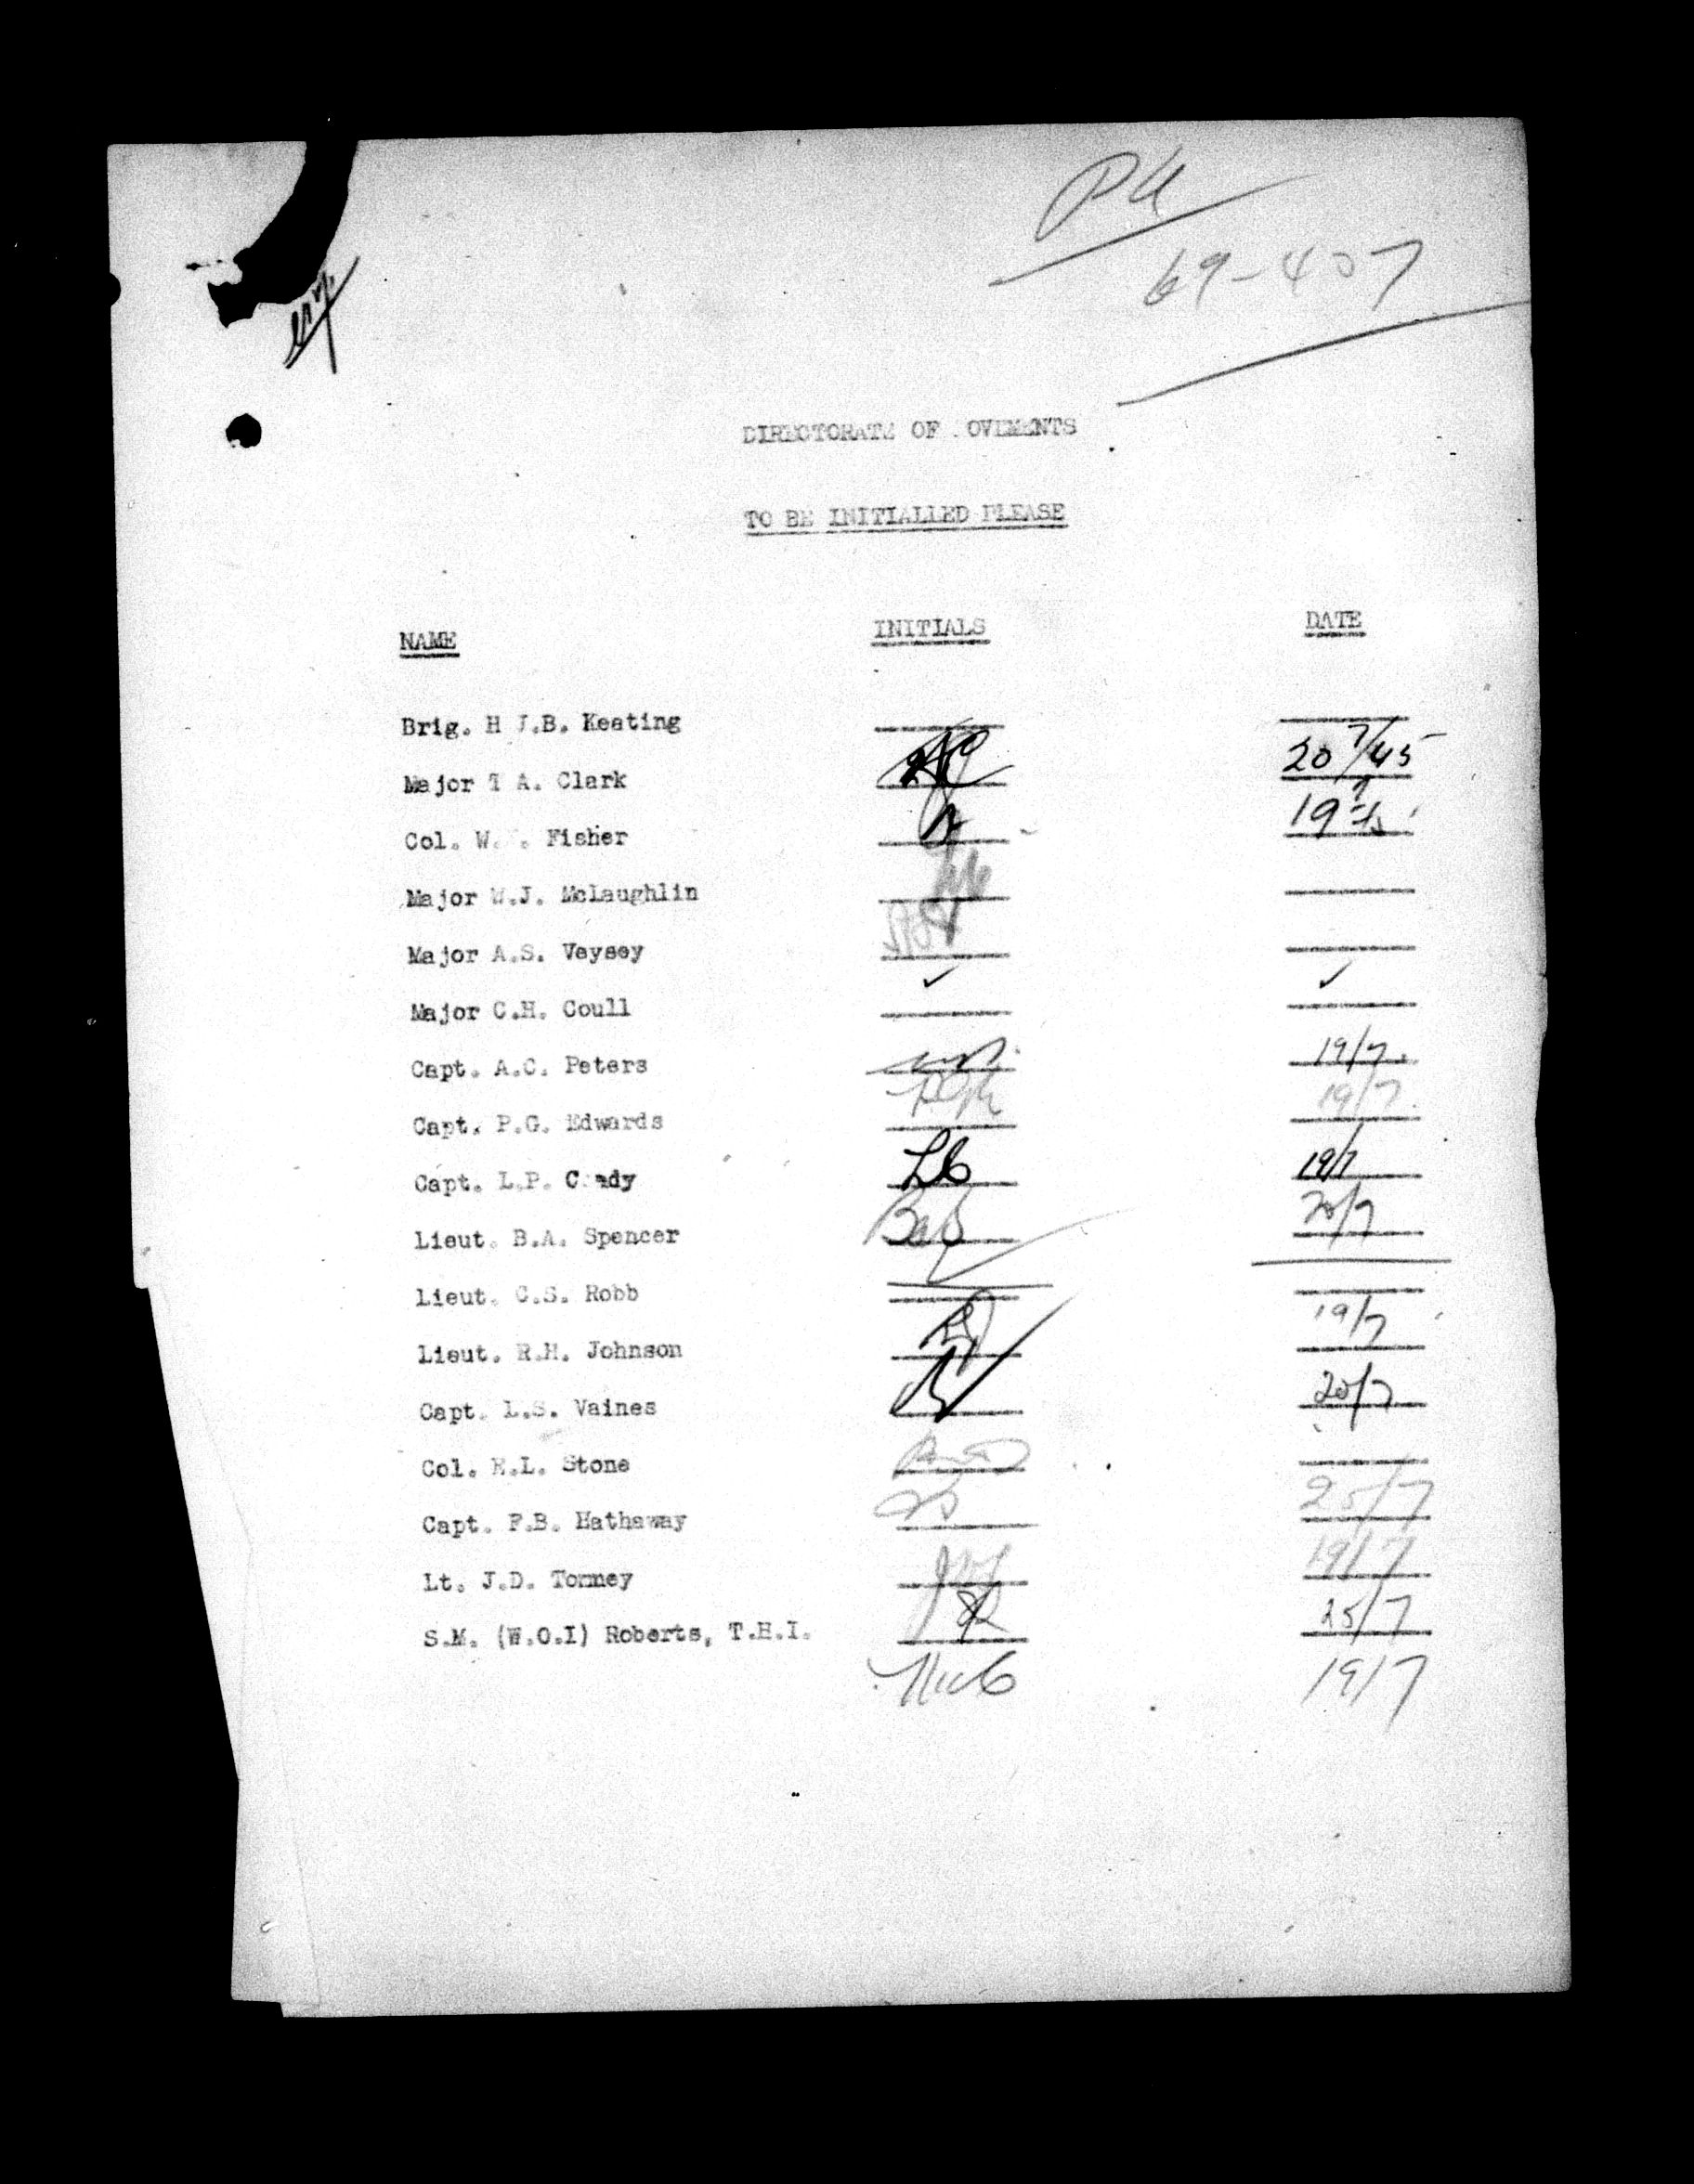 PA
69-407
DIRECTORATE OF OVEMENTS
TO BE INITIALLED PLEASE
NAME INITIALS DATE
Brig. H J.B. Keating
Major T A. Clark 20 7/45
Col. W. . Fisher 19
Major W.J. McLaughlin
Major A.S. Veysey
Major C.H. Coull ✓ ✓
Capt. A.C. Peters 19/7.
Capt. P.G. Edwards 19/7.
Capt. L.P. C ady LC 19/7
Lieut. B.A. Spencer BaS 20/7
Lieut. C.S. Robb
Lieut. R.H. Johnson 19/7
Capt. L.S. Vaines 20/7
Col. E.L. Stone
Capt. F.B. Hathaway 25/7
Lt. J.D. Tommey 19/7
S.M. (W.O.I) Roberts, T.H.I. 25/7
19/7